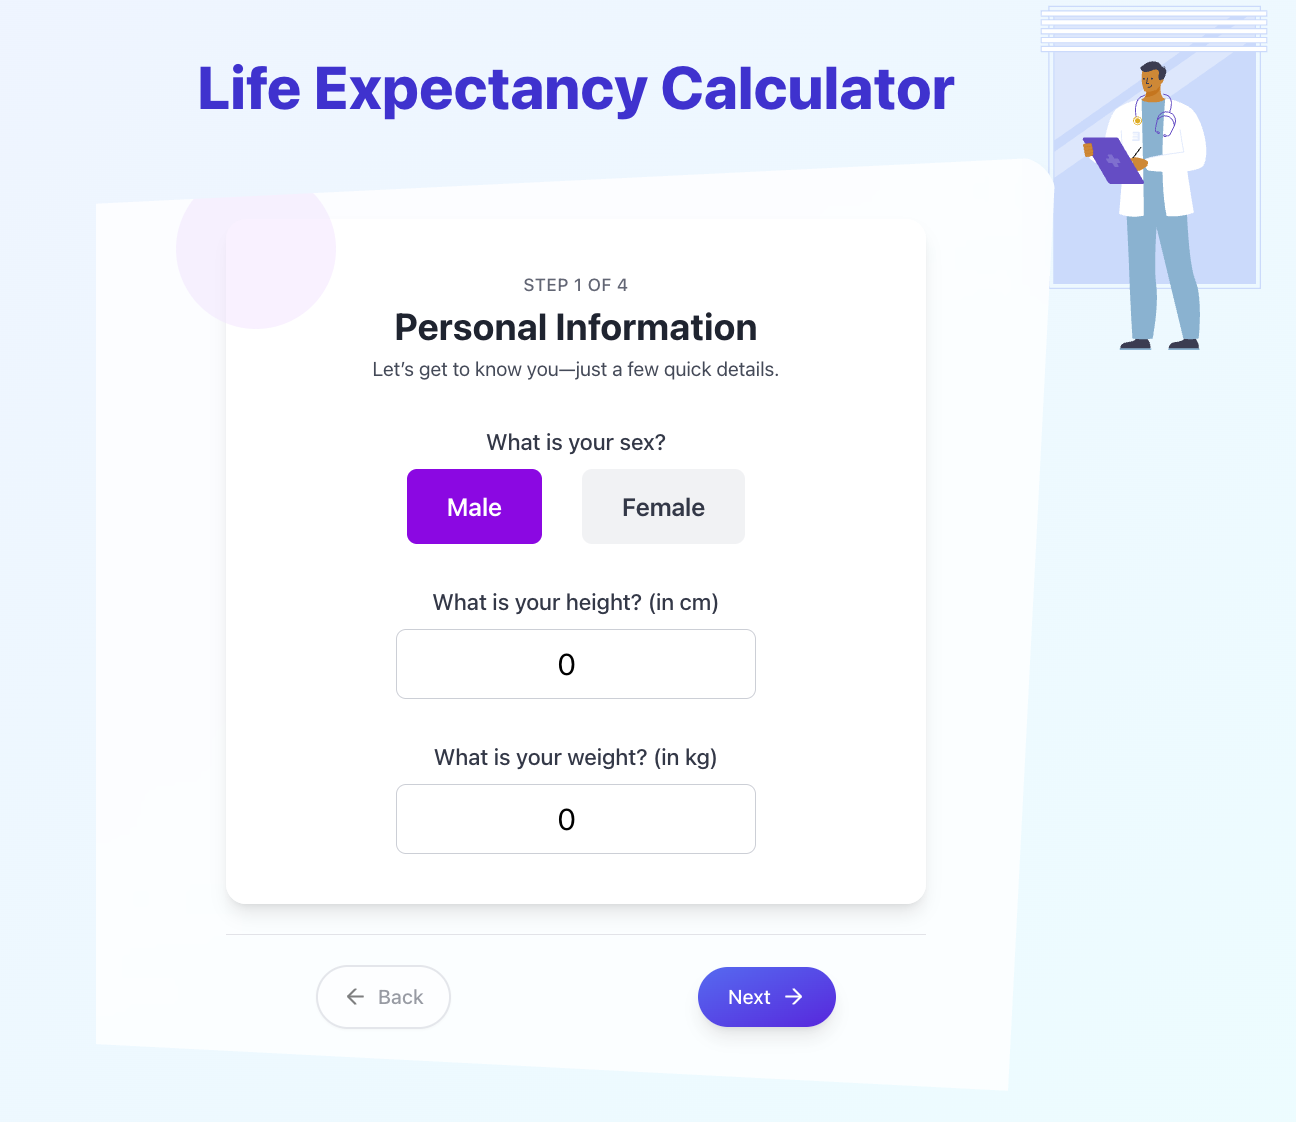 Life Expectancy Calculator
STEP 1 OF 4
Personal Information
Let’s get to know you—just a few quick details.
What is your sex?
Male Female
What is your height? (in cm)
0
What is your weight? (in kg)
0
Back Next